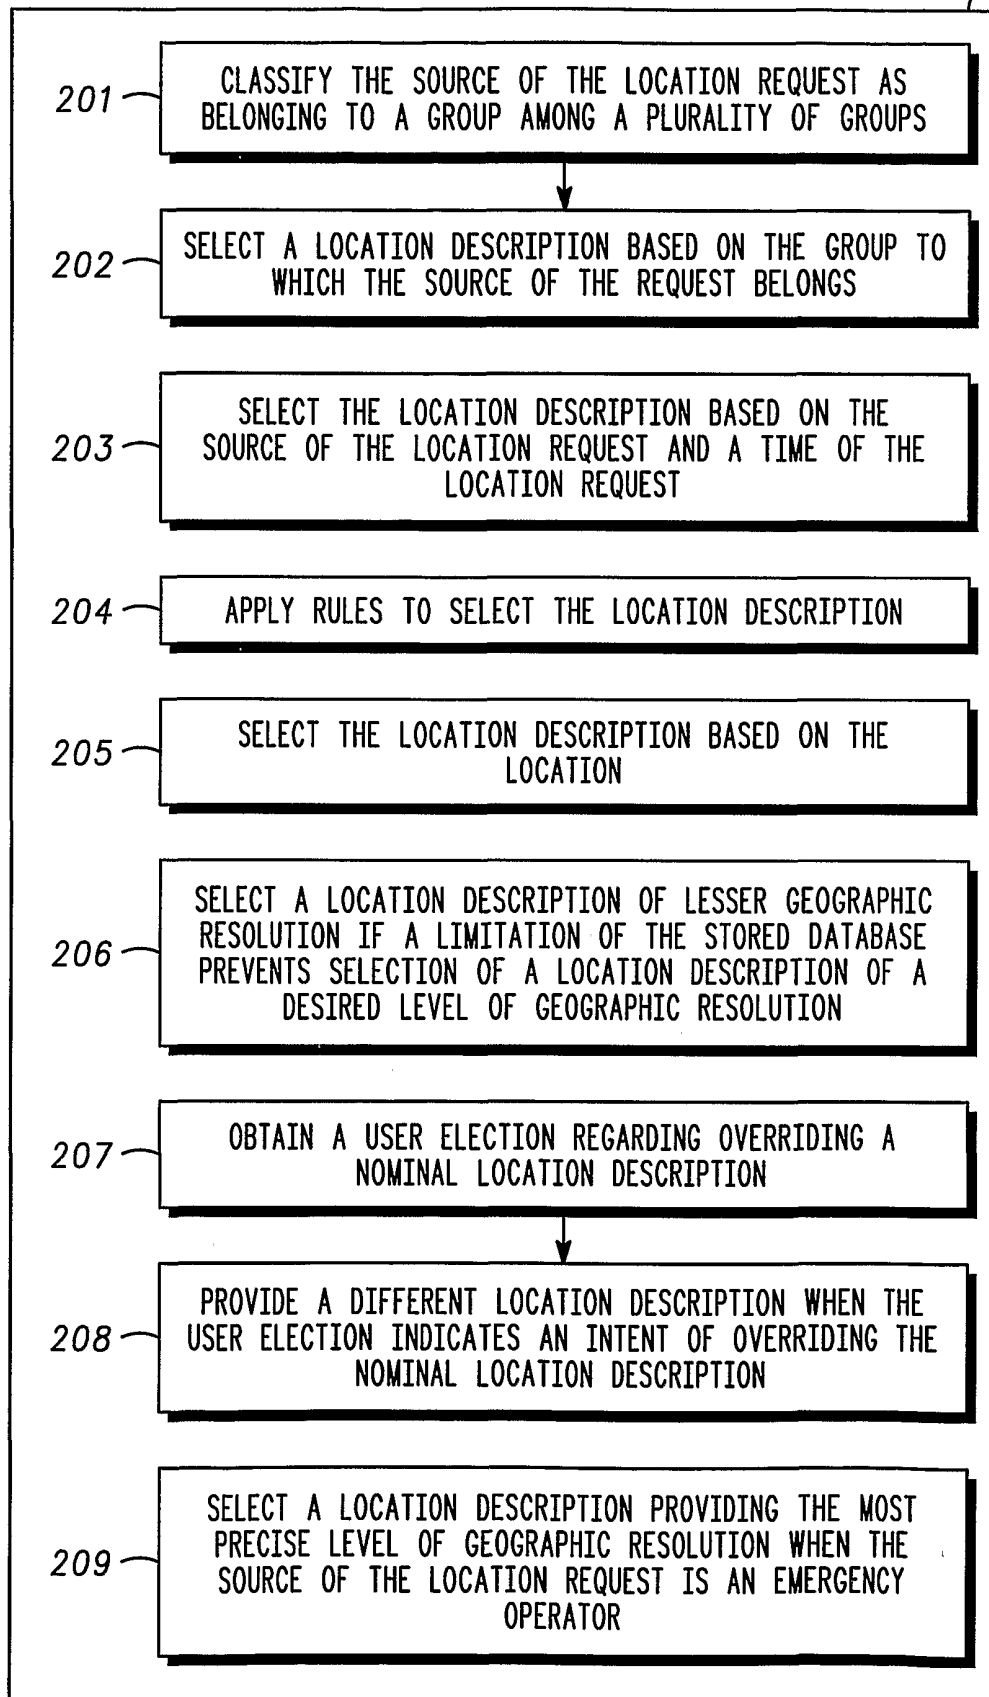 201
CLASSIFY THE SOURCE OF THE LOCATION REQUEST AS
BELONGING TO A GROUP AMONG A PLURALITY OF GROUPS
202
SELECT A LOCATION DESCRIPTION BASED ON THE GROUP TO
WHICH THE SOURCE OF THE REQUEST BELONGS
203
SELECT THE LOCATION DESCRIPTION BASED ON THE
SOURCE OF THE LOCATION REQUEST AND A TIME OF THE
LOCATION REQUEST
204
APPLY RULES TO SELECT THE LOCATION DESCRIPTION
205
SELECT THE LOCATION DESCRIPTION BASED ON THE
LOCATION
206
SELECT A LOCATION DESCRIPTION OF LESSER GEOGRAPHIC
RESOLUTION IF A LIMITATION OF THE STORED DATABASE
PREVENTS SELECTION OF A LOCATION DESCRIPTION OF A
DESIRED LEVEL OF GEOGRAPHIC RESOLUTION
207
OBTAIN A USER ELECTION REGARDING OVERRIDING A
NOMINAL LOCATION DESCRIPTION
208
PROVIDE A DIFFERENT LOCATION DESCRIPTION WHEN THE
USER ELECTION INDICATES AN INTENT OF OVERRIDING THE
NOMINAL LOCATION DESCRIPTION
209
SELECT A LOCATION DESCRIPTION PROVIDING THE MOST
PRECISE LEVEL OF GEOGRAPHIC RESOLUTION WHEN THE
SOURCE OF THE LOCATION REQUEST IS AN EMERGENCY
OPERATOR